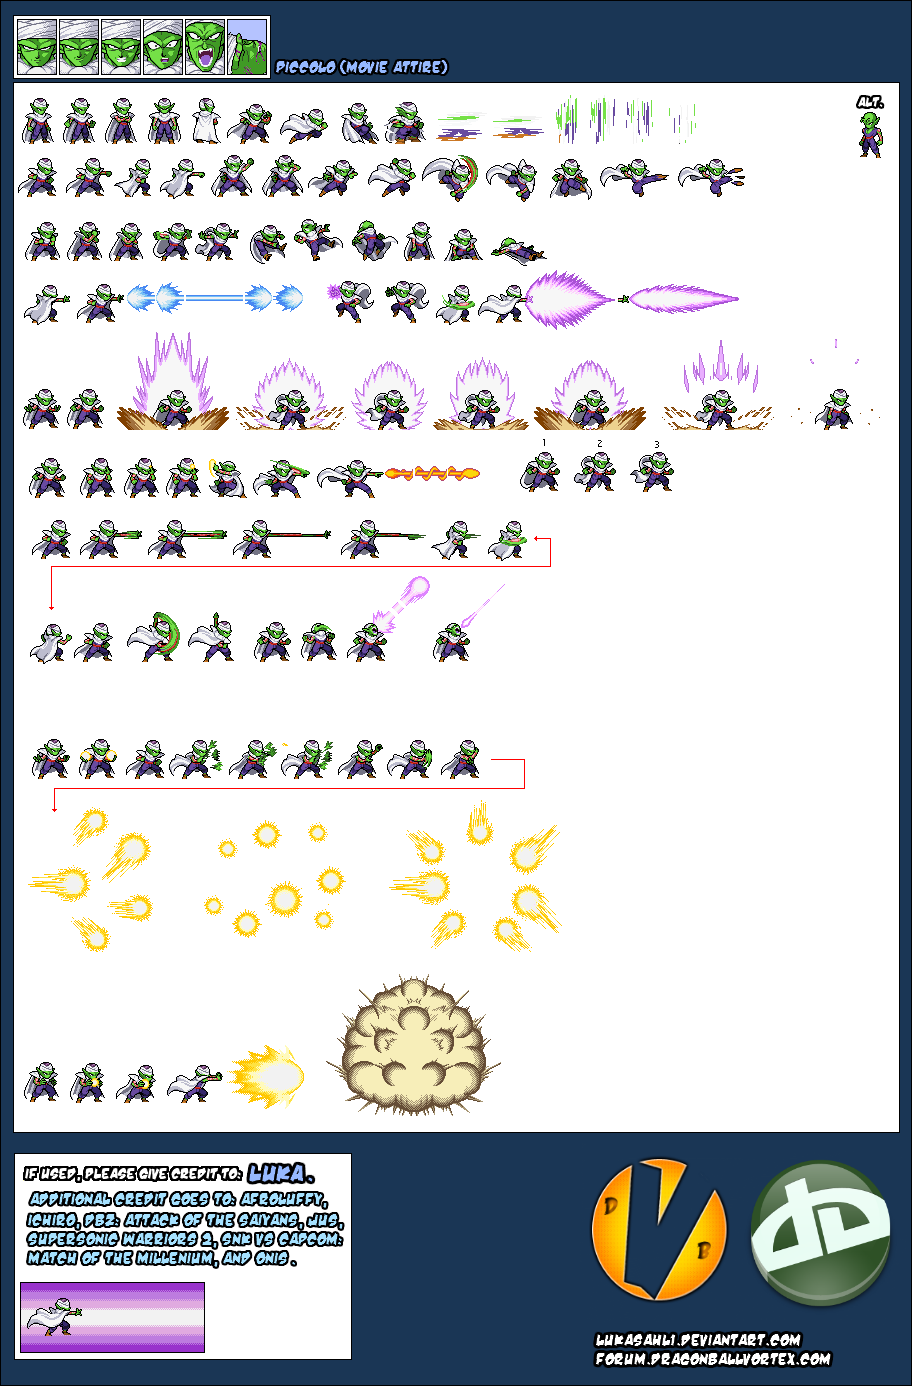 PICCOLO (MOVIE ATTIRE)
ALT.
1 2 3
IF USED, PLEASE GIVE CREDIT TO: LUKA.
ADDITIONAL CREDIT GOES TO: AFROLUFFY,
ICHIRO, DBZ: ATTACK OF THE SAIYANS, JUS,
SUPERSONIC WARRIORS 2, SNK VS CAPCOM:
MATCH OF THE MILLENIUM, AND ONIS.
D V B
LUKASAHL1.DEVIANTART.COM
FORUM.DRAGONBALLVORTEX.COM